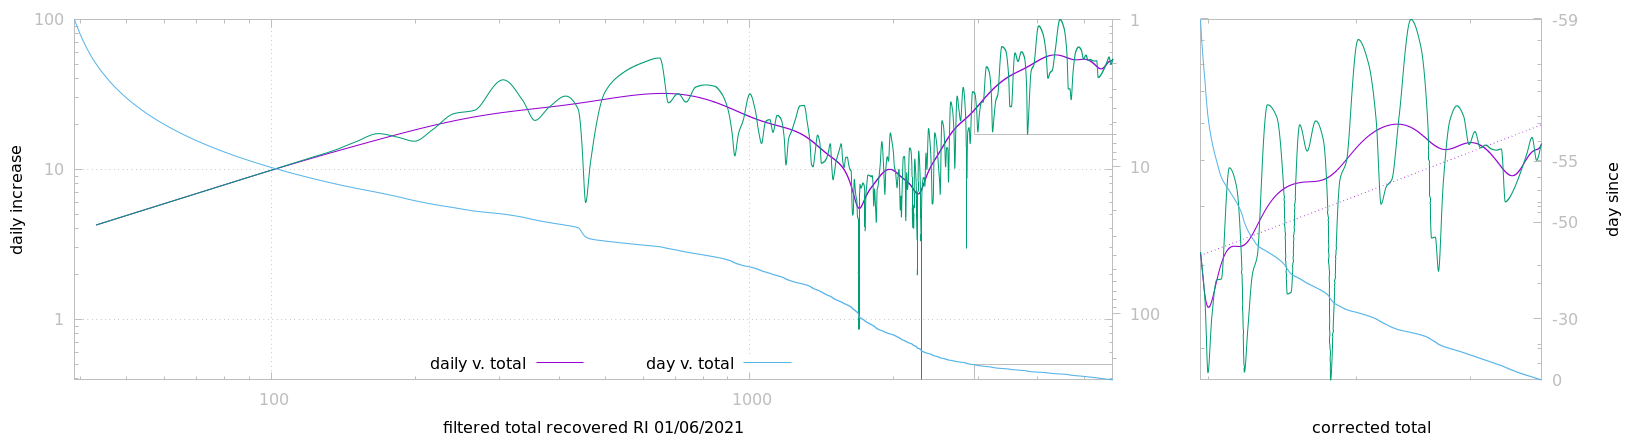 100
10
1
daily increase
100
1000
filtered total recovered RI 01/06/2021
daily v. total
day v. total
1
10
100
-59
-55
-50
-30
0
day since
corrected total